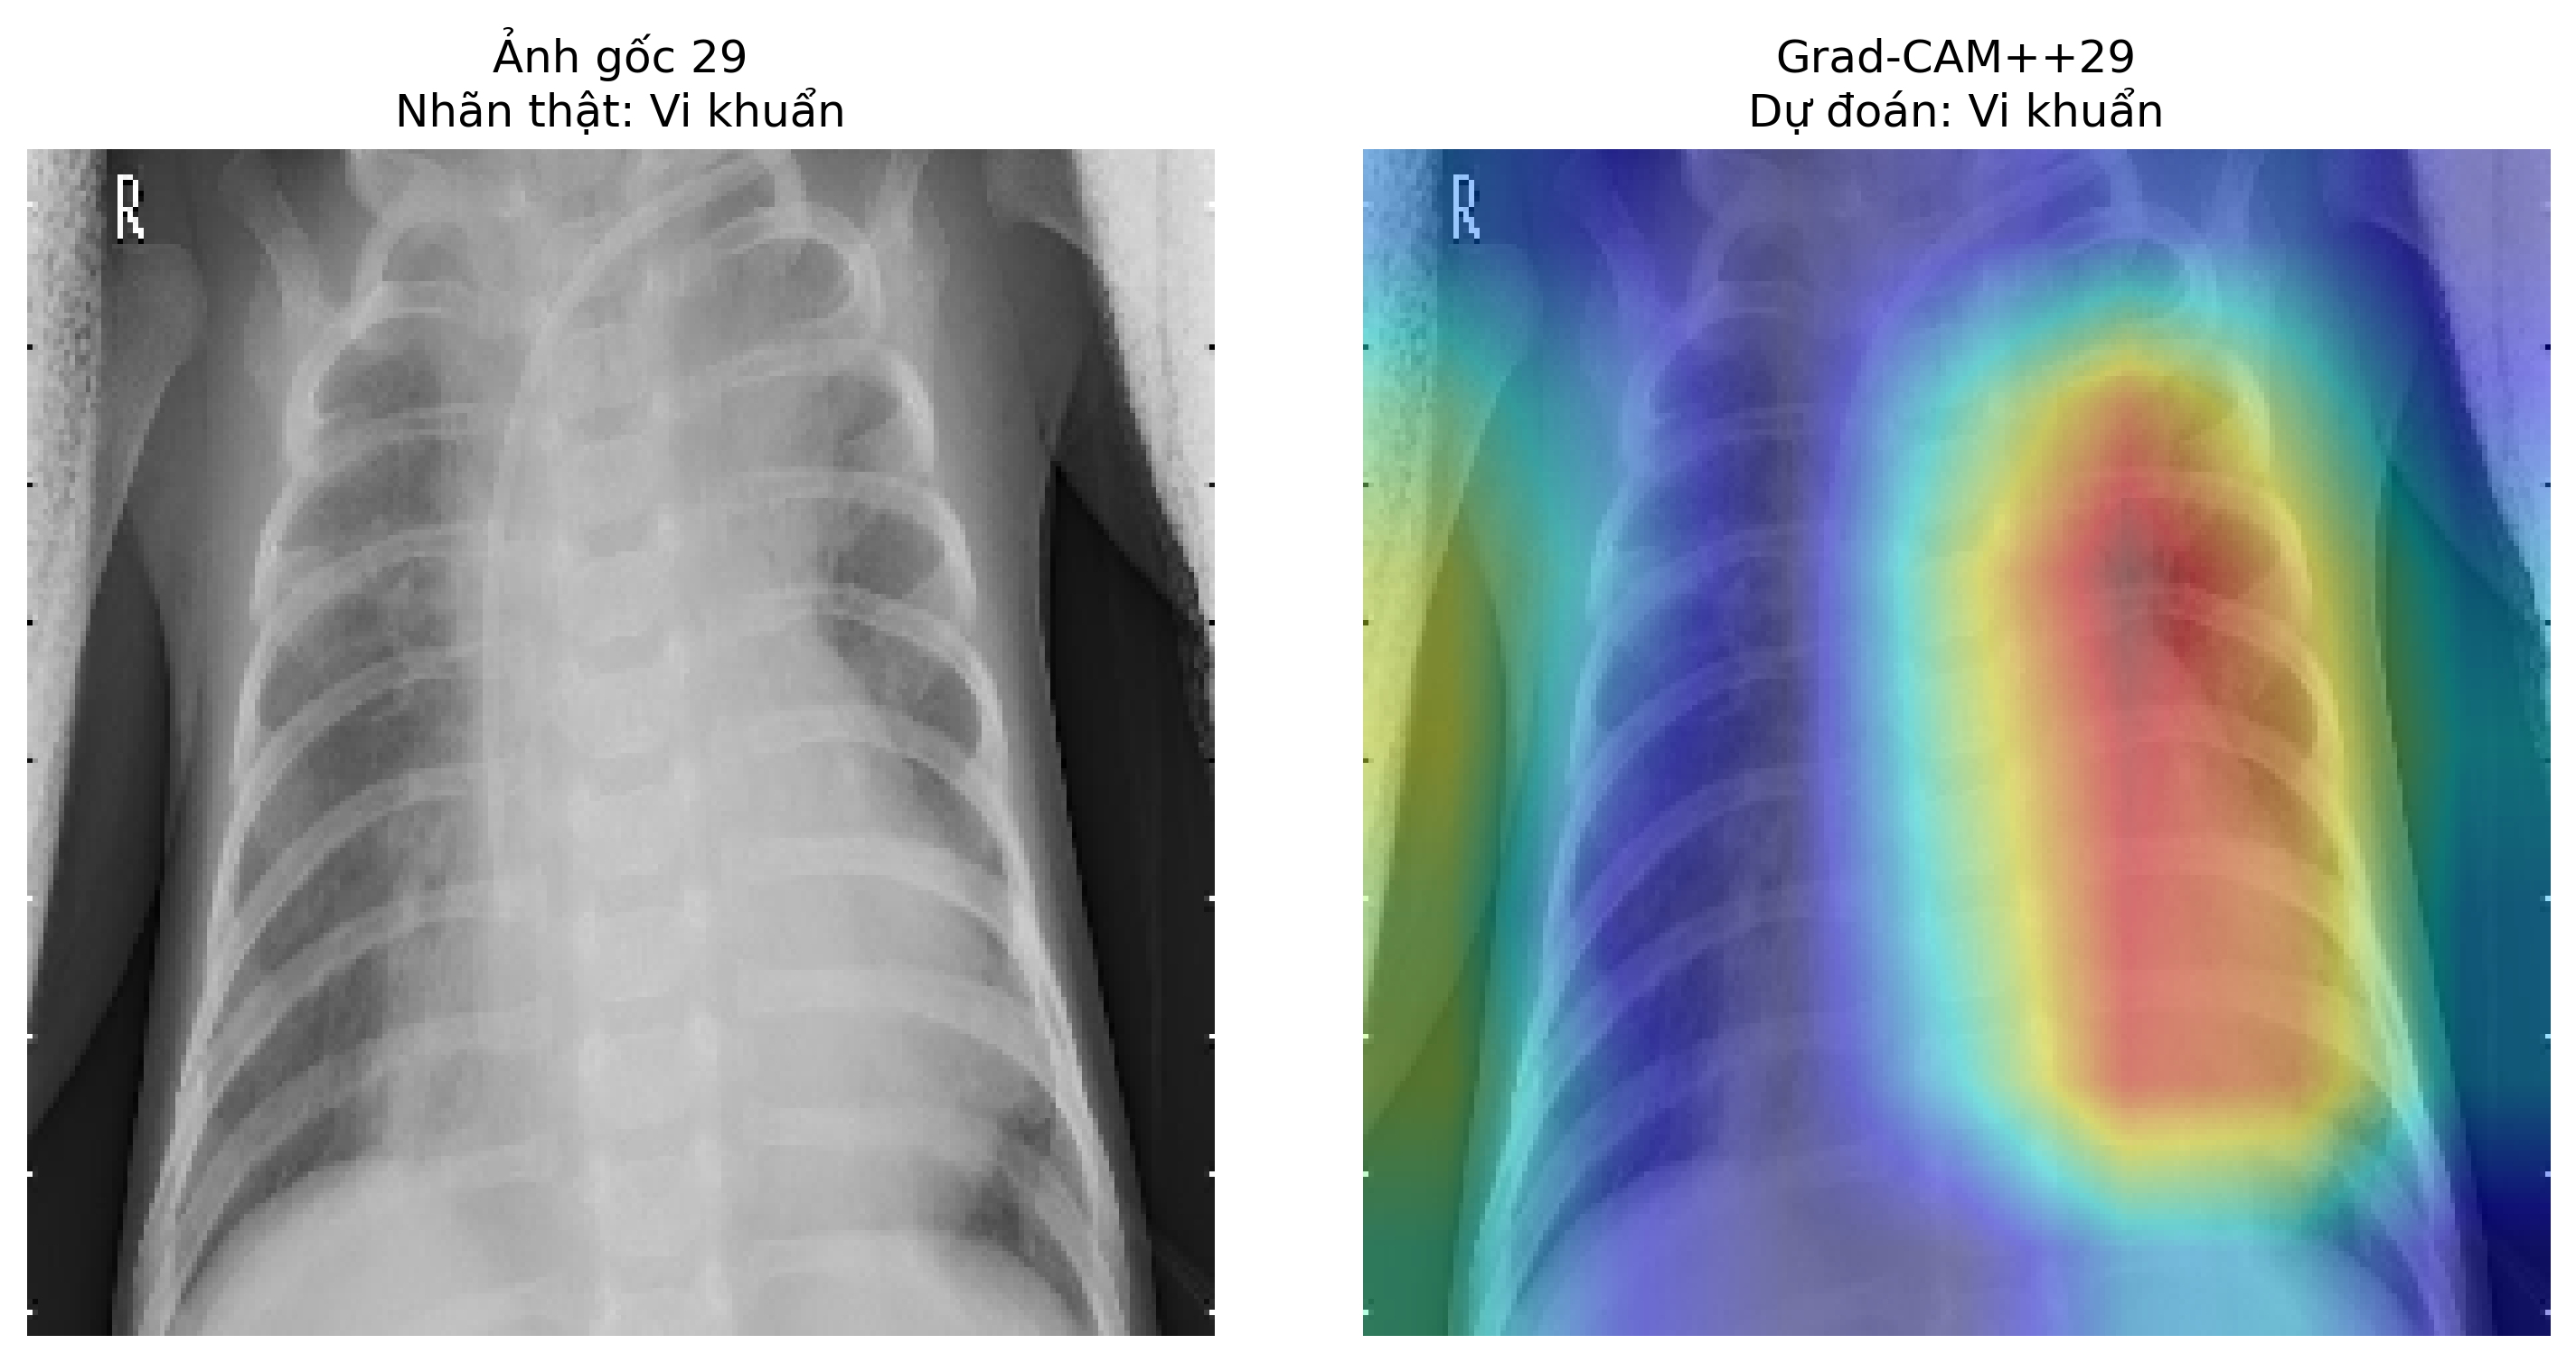 Ảnh gốc 29
Nhãn thật: Vi khuẩn
R
Grad-CAM++29
Dự đoán: Vi khuẩn
R